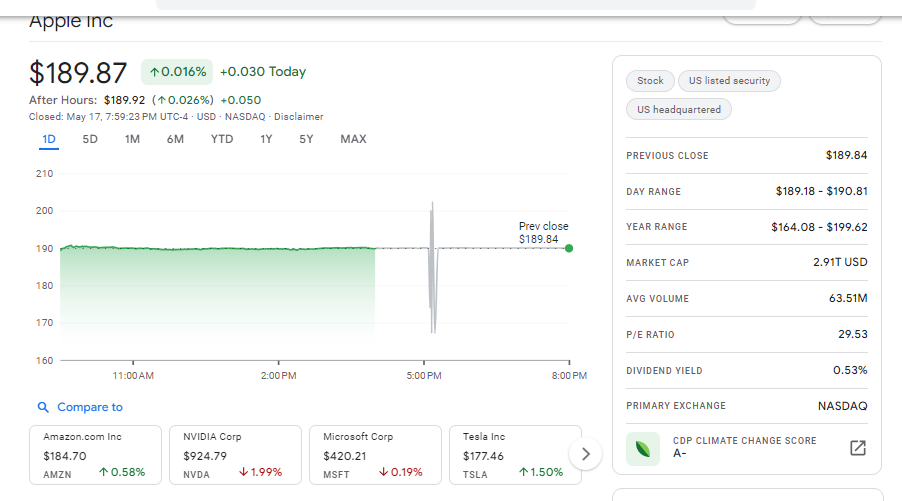 Apple Inc
$189.87 ↑0.016% +0.030 Today
After Hours: $189.92 (↑0.026%) +0.050
Closed: May 17, 7:59:23 PM UTC-4 · USD · NASDAQ · Disclaimer
1D 5D 1M 6M YTD 1Y 5Y MAX
210
200
190
180
170
160
Prev close
$189.84
11:00 AM 2:00 PM 5:00 PM 8:00 PM
Compare to
Amazon.com Inc
$184.70
AMZN ↑0.58%
NVIDIA Corp
$924.79
NVDA ↓1.99%
Microsoft Corp
$420.21
MSFT ↓0.19%
Tesla Inc
$177.46
TSLA ↑1.50%
Stock US listed security
US headquartered
PREVIOUS CLOSE $189.84
DAY RANGE $189.18 - $190.81
YEAR RANGE $164.08 - $199.62
MARKET CAP 2.91T USD
AVG VOLUME 63.51M
P/E RATIO 29.53
DIVIDEND YIELD 0.53%
PRIMARY EXCHANGE NASDAQ
CDP CLIMATE CHANGE SCORE
A-